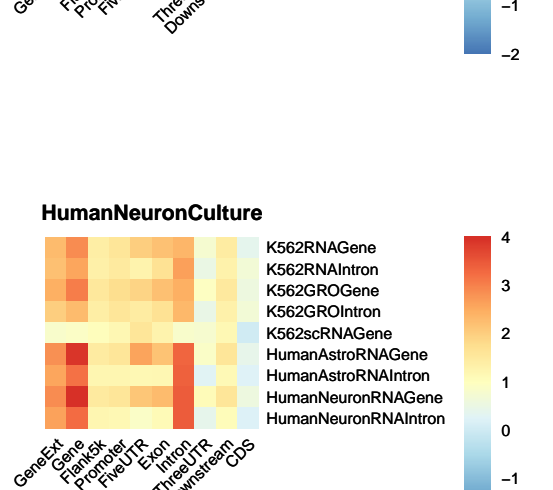 −1
−2
HumanNeuronCulture
K562RNAGene
K562RNAIntron
K562GROGene
K562GROIntron
K562scRNAGene
HumanAstroRNAGene
HumanAstroRNAIntron
HumanNeuronRNAGene
HumanNeuronRNAIntron
4
3
2
1
0
−1
GeneExt
Gene
Flank5k
Promoter
FiveUTR
Exon
Intron
ThreeUTR
wnstream
CDS